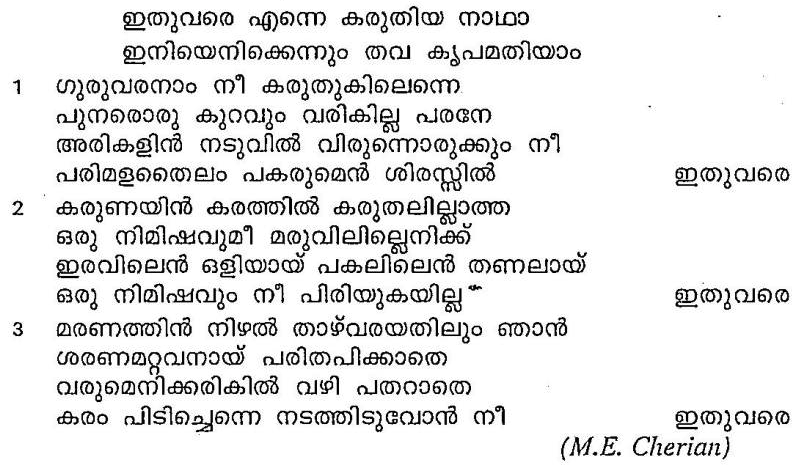 ഇതുവരെ എന്നെ കരുതിയ നാഥാ
ഇനിയെനിക്കെന്നും തവ കൃപമതിയാം
1 ഗുരുവരനാം നീ കരുതുകിലെന്നെ
പുനരൊരു കുറവും വരികില്ല പരനേ
അരികളിൻ നടുവിൽ വിരുന്നൊരുക്കും നീ
പരിമളതൈലം പകരുമെൻ ശിരസ്സിൽ ഇതുവരെ
2 കരുണയിൻ കരത്തിൽ കരുതലില്ലാത്ത
ഒരു നിമിഷവുമീ മരുവിലില്ലെനിക്ക്
ഇരവിലെൻ ഒളിയായ് പകലിലെൻ തണലായ്
ഒരു നിമിഷവും നീ പിരിയുകയില്ല ഇതുവരെ
3 മരണത്തിൻ നിഴൽ താഴ്‌വരയതിലും ഞാൻ
ശരണമറ്റവനായ് പരിതപിക്കാതെ
വരുമെനിക്കരികിൽ വഴി പതറാതെ
കരം പിടിച്ചെന്നെ നടത്തിടുവോൻ നീ ഇതുവരെ
(M.E. Cherian)